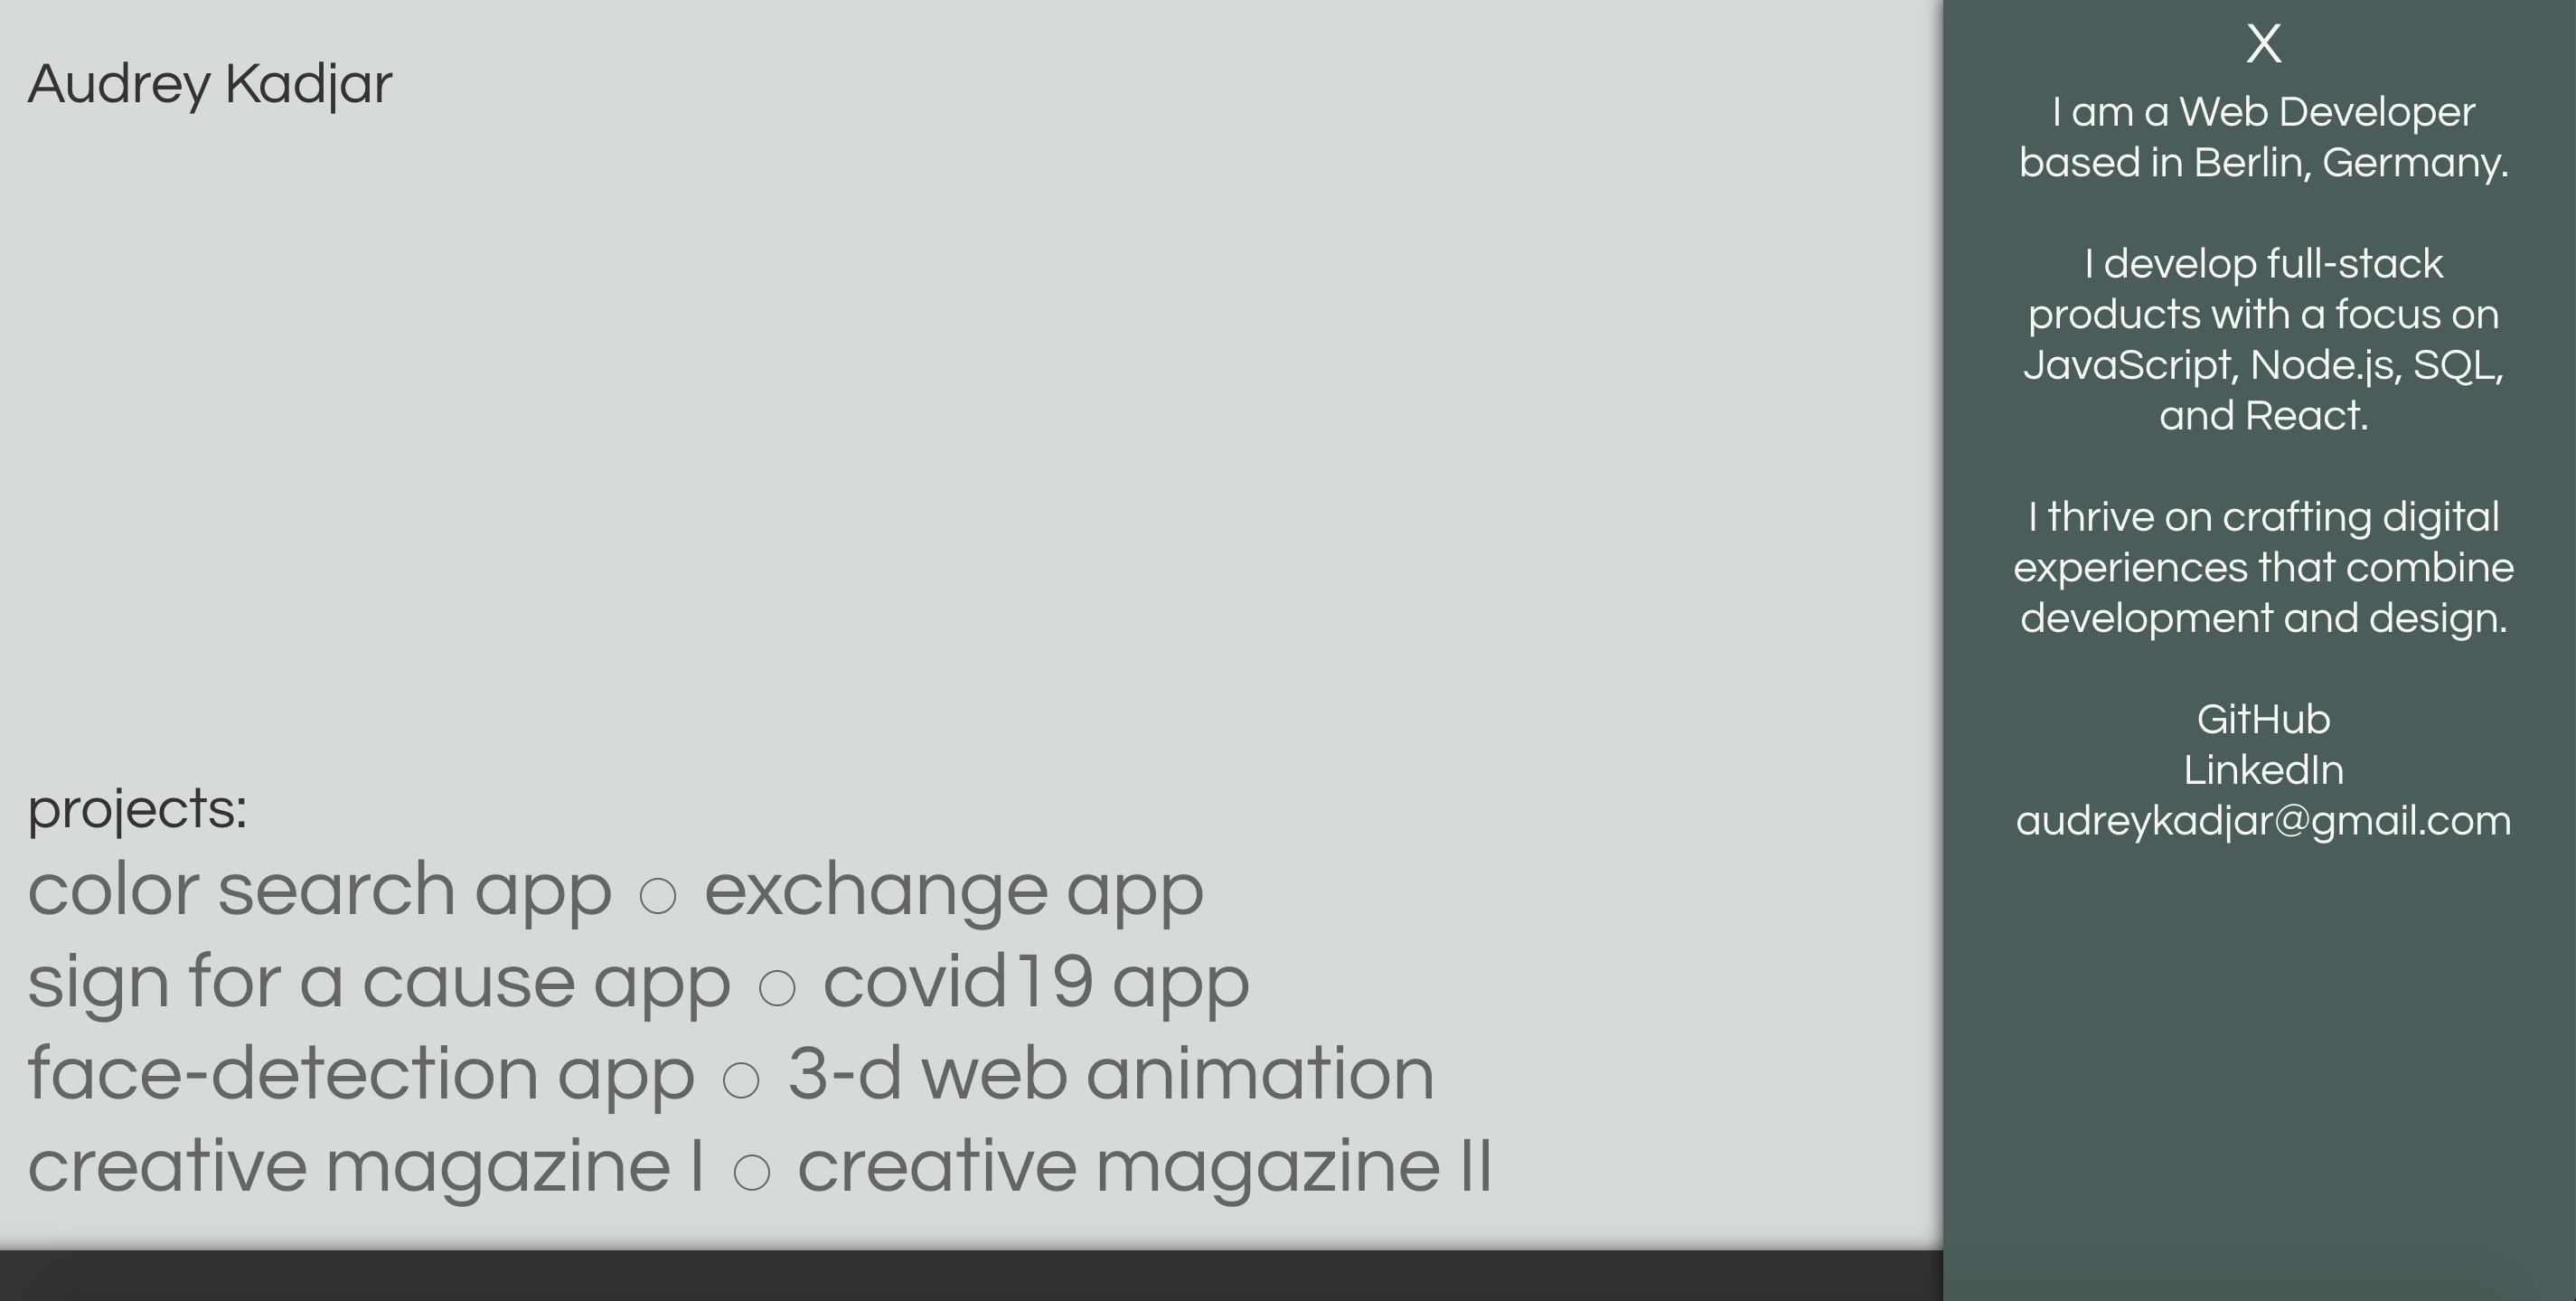 Audrey Kadjar
projects:
color search app ○ exchange app
sign for a cause app ○ covid19 app
face-detection app ○ 3-d web animation
creative magazine I ○ creative magazine II
X
I am a Web Developer
based in Berlin, Germany.
I develop full-stack
products with a focus on
JavaScript, Node.js, SQL,
and React.
I thrive on crafting digital
experiences that combine
development and design.
GitHub
LinkedIn
audreykadjar@gmail.com